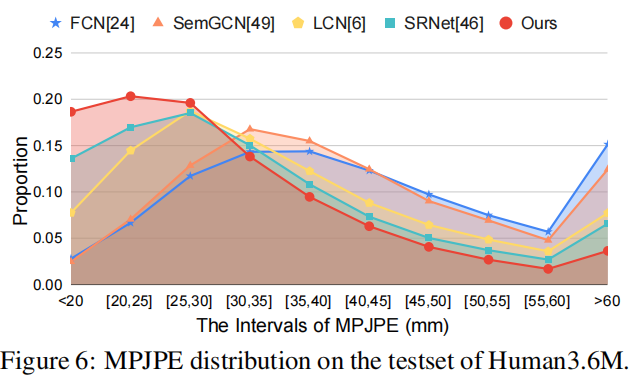 FCN[24] SemGCN[49] LCN[6] SRNet[46] Ours
0.25
0.20
0.15
0.10
0.05
0.00
Proportion
<20 [20,25] [25,30] [30,35] [35,40] [40,45] [45,50] [50,55] [55,60] >60
The Intervals of MPJPE (mm)
Figure 6: MPJPE distribution on the testset of Human3.6M.